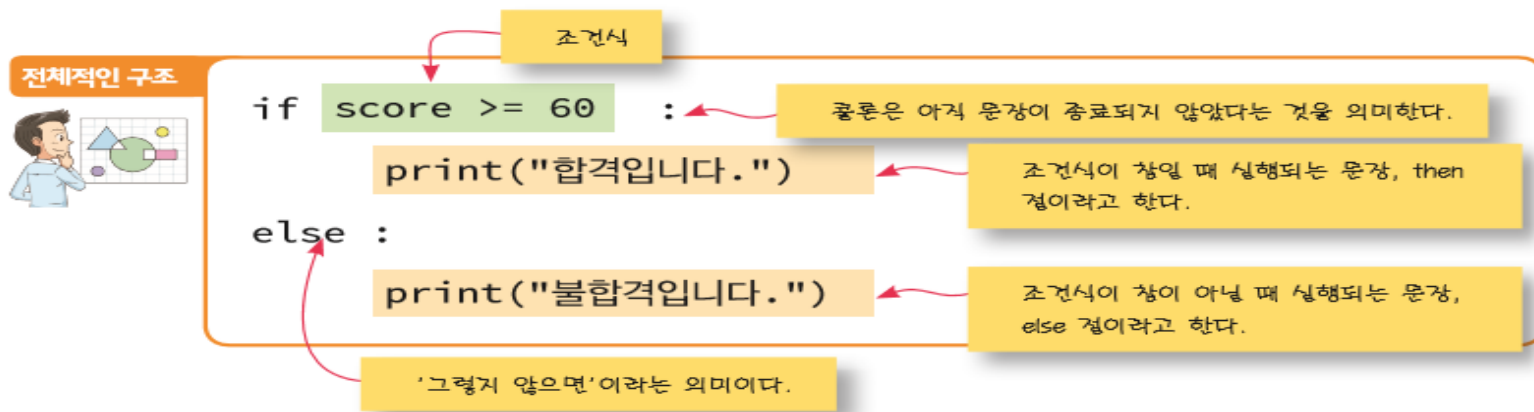 조건식
전체적인 구조
if score >= 60 :
콜론은 아직 문장이 종료되지 않았다는 것을 의미한다.
print("합격입니다.")
조건식이 참일 때 실행되는 문장, then
절이라고 한다.
else :
print("불합격입니다.")
조건식이 참이 아닐 때 실행되는 문장,
else 절이라고 한다.
'그렇지 않으면'이라는 의미이다.